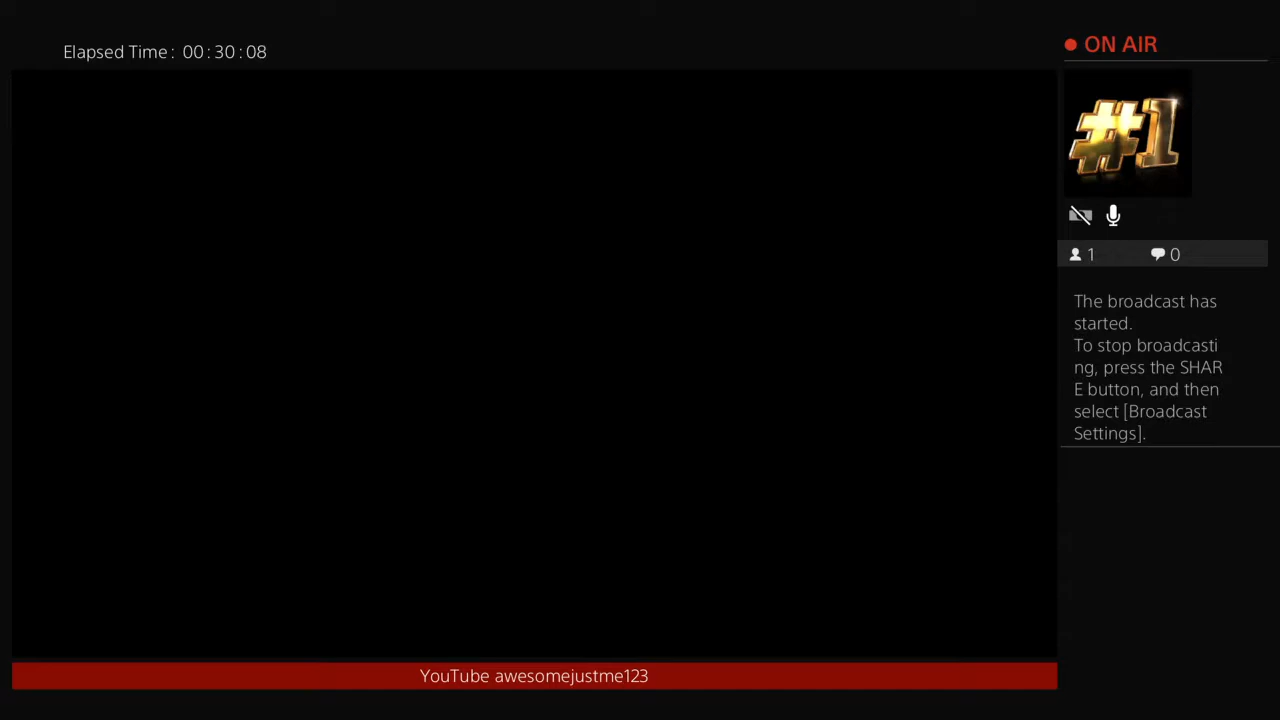 Elapsed Time: 00:30:08
ON AIR
#1
1 0
The broadcast has
started.
To stop broadcasti
ng, press the SHAR
E button, and then
select [Broadcast
Settings].
YouTube awesomejustme123